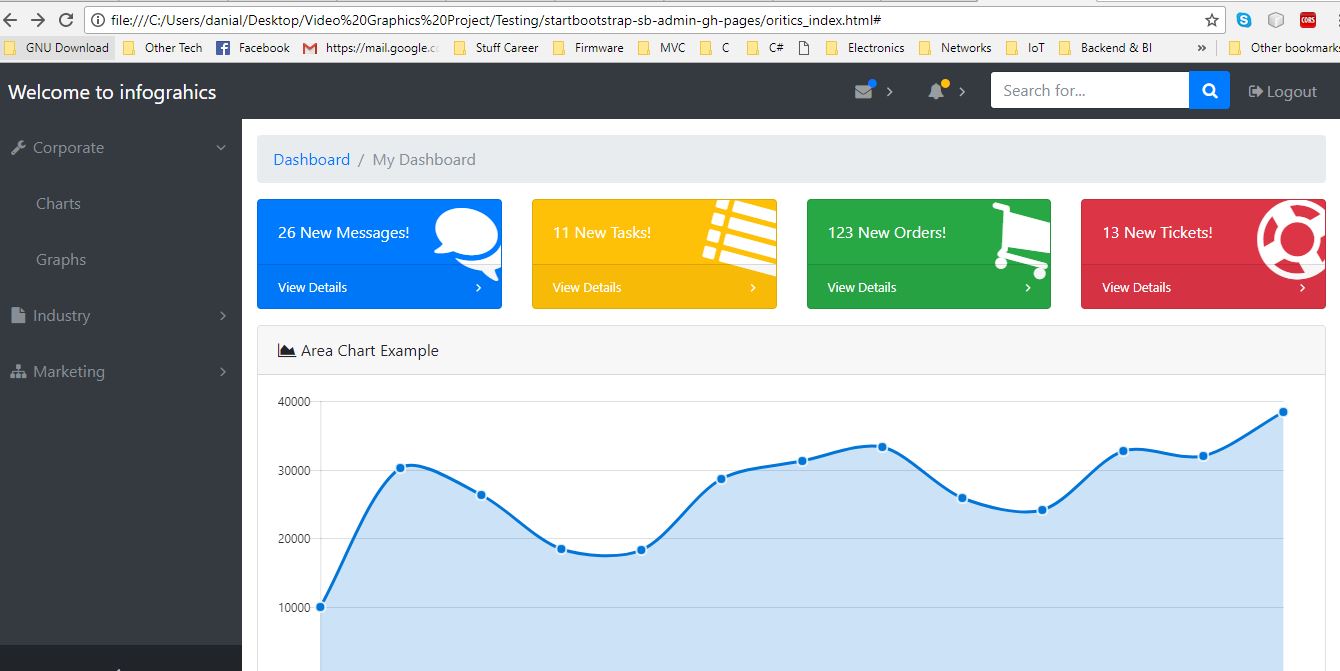 file:///C:/Users/danial/Desktop/Video%20Graphics%20Project/Testing/startbootstrap-sb-admin-gh-pages/oritics_index.html#
CORS
GNU Download Other Tech Facebook https://mail.google.c Stuff Career Firmware MVC C C# Electronics Networks IoT Backend & BI » Other bookmarks
Welcome to infograhics
Search for...
Logout
Corporate
Charts
Graphs
Industry
Marketing
Dashboard / My Dashboard
26 New Messages!
View Details
11 New Tasks!
View Details
123 New Orders!
View Details
13 New Tickets!
View Details
Area Chart Example
40000
30000
20000
10000